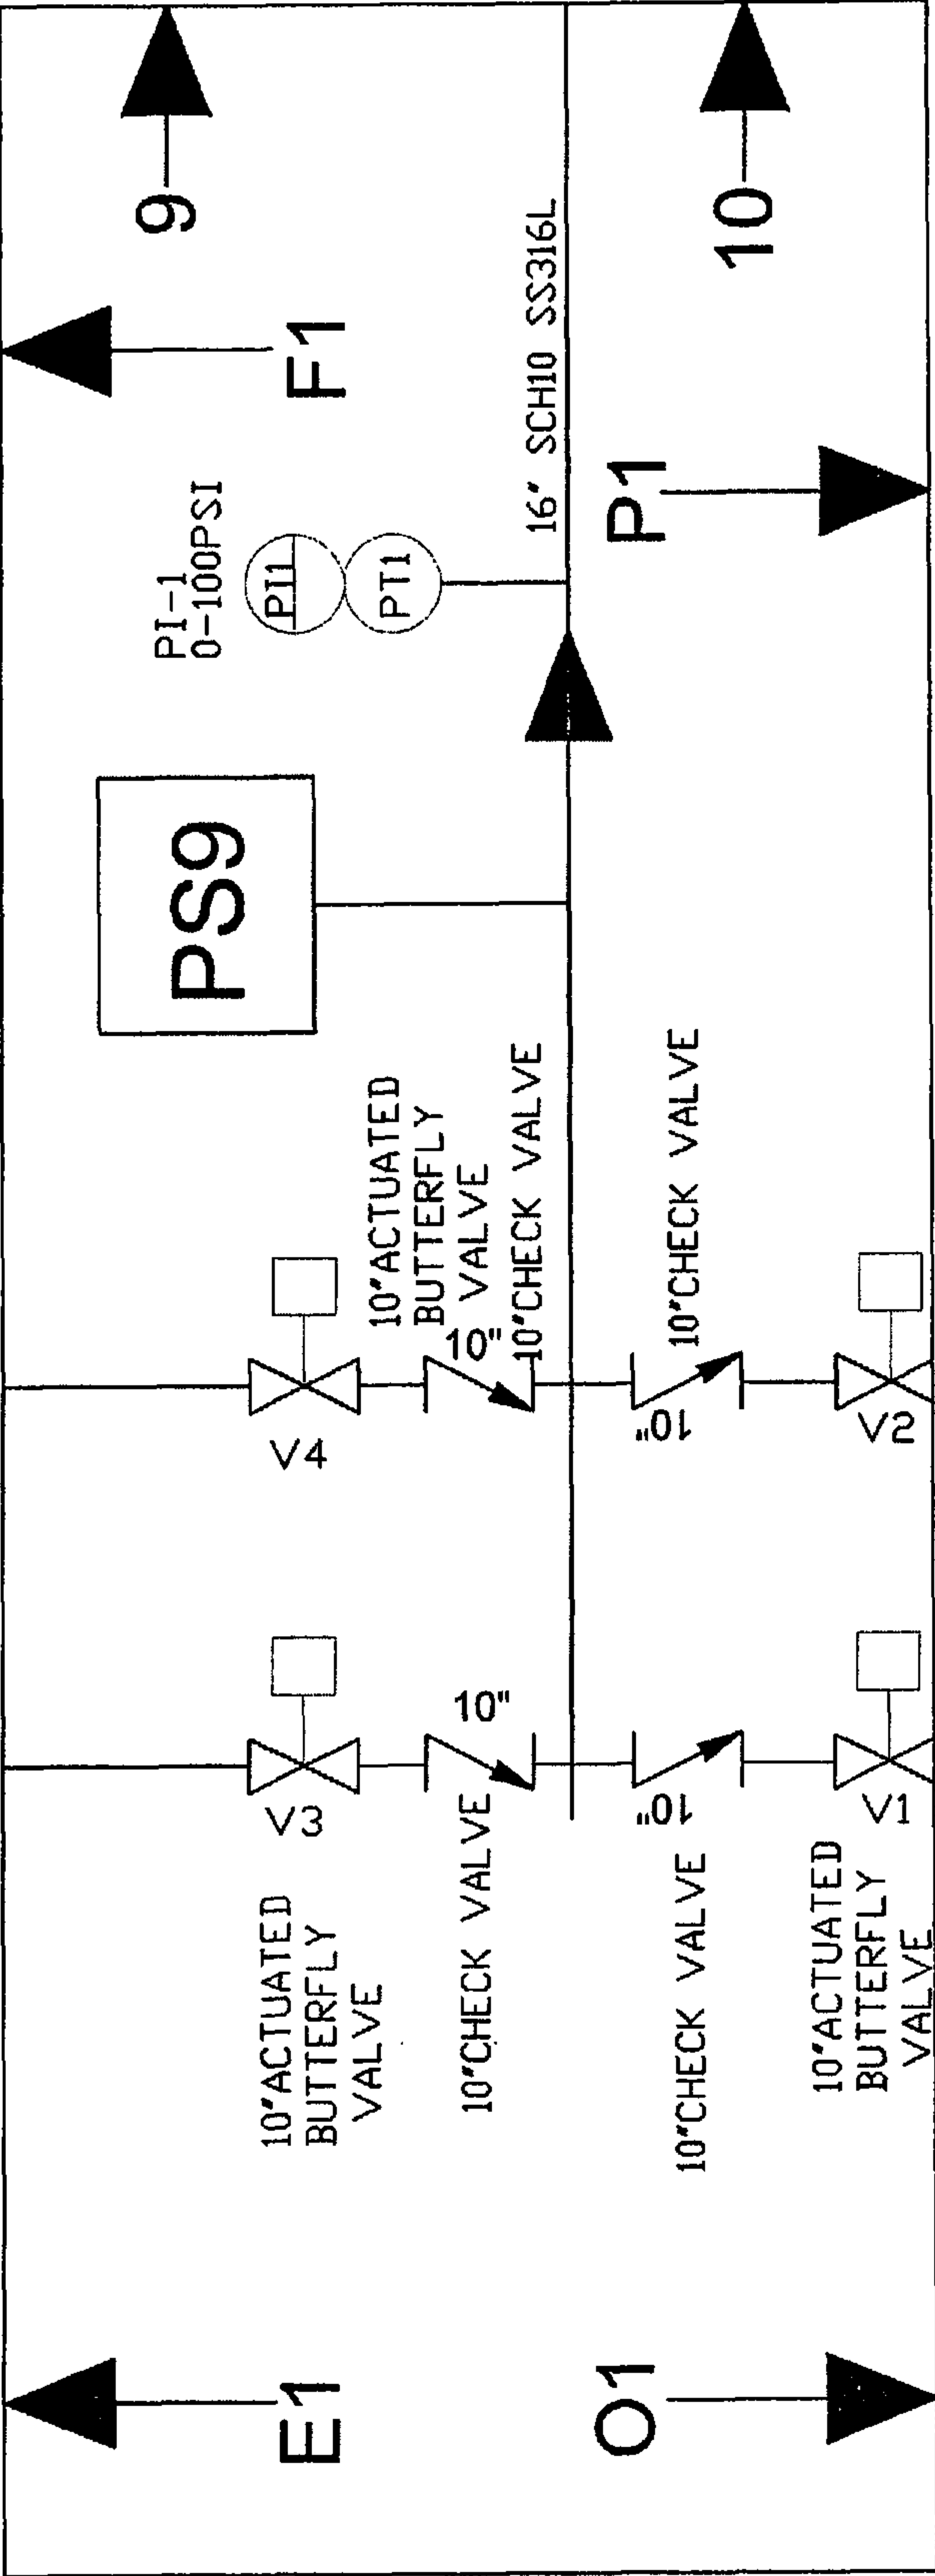 9
PI-1
0-100PSI
PS9
PI1
F1
V4
V3
10"ACTUATED
BUTTERFLY
VALVE
E1
PT1
10"ACTUATED
BUTTERFLY
VALVE
10"
10"
10"CHECK VALVE
10"CHECK VALVE
16" SCH10 SS316L
O1
P1
10"
10"
10"CHECK VALVE
10"CHECK VALVE
10
10"ACTUATED
BUTTERFLY
VALVE
V1
V2